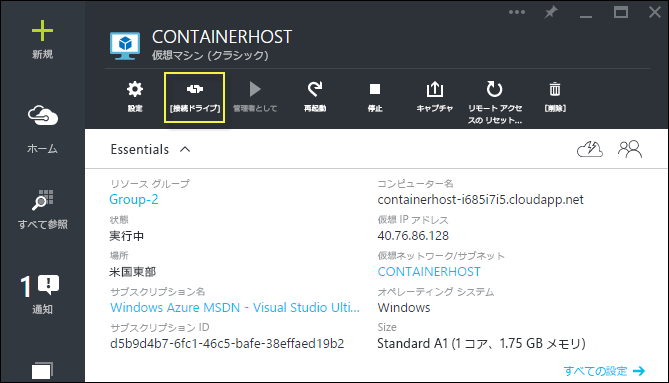 新規
ホーム
すべて参照
1
通知
CONTAINERHOST
仮想マシン (クラシック)
設定
[接続ドライブ]
管理者として
再起動
停止
キャプチャ
リモート アクセ
スの リセット...
[削除]
Essentials
リソース グループ
Group-2
状態
実行中
場所
米国東部
サブスクリプション名
Windows Azure MSDN - Visual Studio Ulti...
サブスクリプション ID
d5b9d4b7-6fc1-46c5-bafe-38effaed19b2
コンピューター名
containerhost-i685i7i5.cloudapp.net
仮想 IP アドレス
40.76.86.128
仮想ネットワーク/サブネット
CONTAINERHOST
オペレーティング システム
Windows
Size
Standard A1 (1 コア、1.75 GB メモリ)
すべての設定